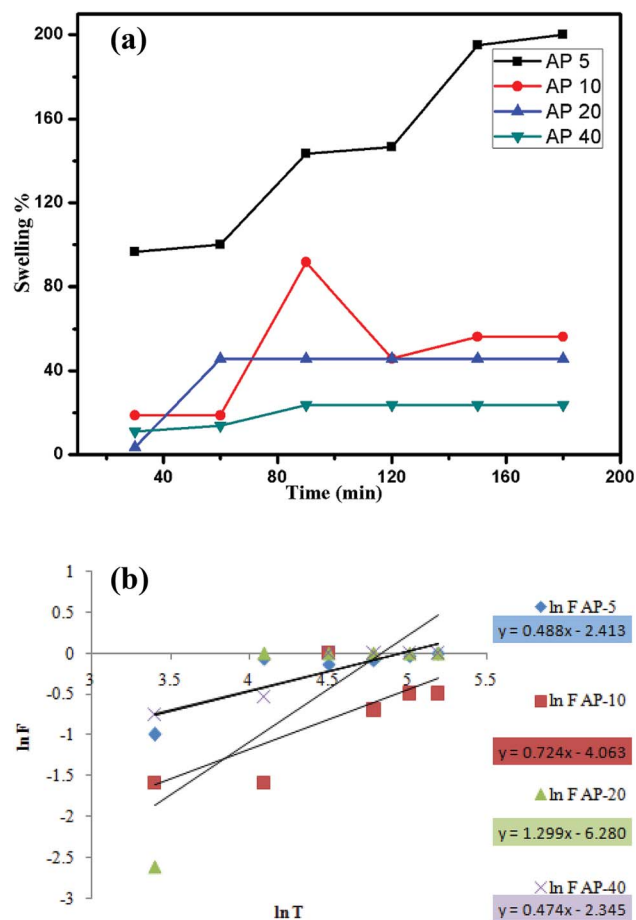 (a)
200
160
120
80
40
0
Swelling %
AP 5
AP 10
AP 20
AP 40
0 40 80 120 160 200
Time (min)
(b)
1
0.5
0
-0.5
-1
-1.5
-2
-2.5
-3
ln F
3 3.5 4 4.5 5 5.5
ln T
ln F AP-5
y = 0.488x - 2.413
ln F AP-10
y = 0.724x - 4.063
ln F AP-20
y = 1.299x - 6.280
ln F AP-40
y = 0.474x - 2.345